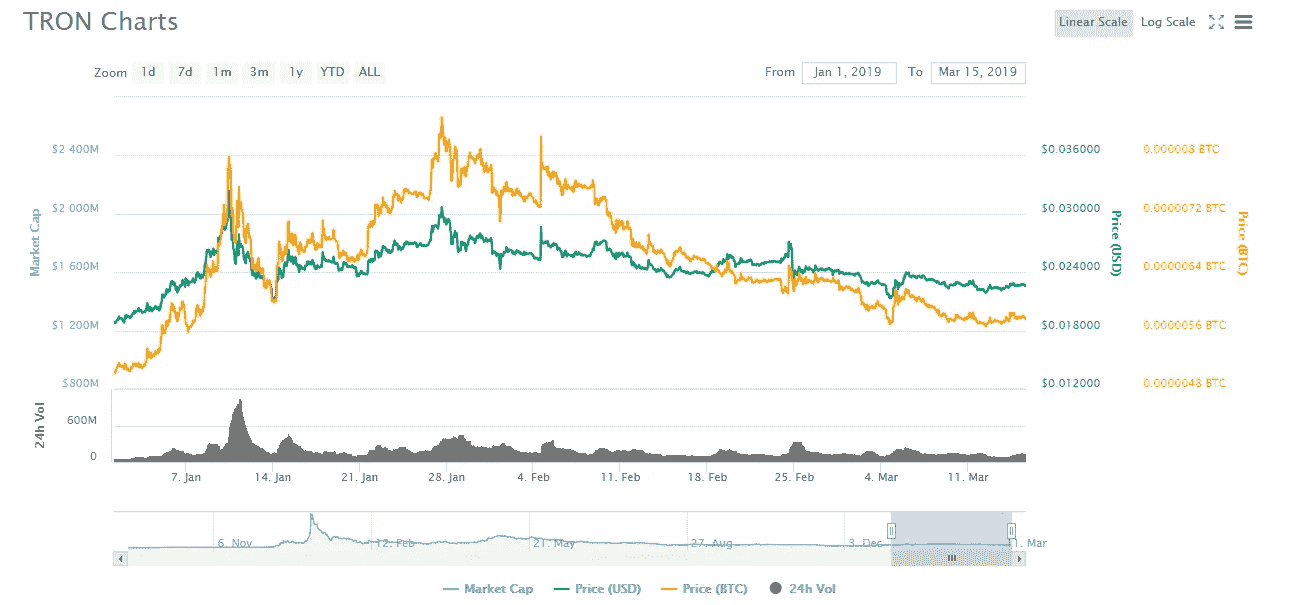 TRON Charts
Linear Scale Log Scale
Zoom 1d 7d 1m 3m 1y YTD ALL
From Jan 1, 2019 To Mar 15, 2019
$2 400M $0.036000 0.000008 BTC
$2 000M $0.030000 0.0000072 BTC
Market Cap Price (USD) Price (BTC)
$1 600M $0.024000 0.0000064 BTC
$1 200M $0.018000 0.0000056 BTC
$800M $0.012000 0.0000048 BTC
24h Vol
600M
0
7. Jan 14. Jan 21. Jan 28. Jan 4. Feb 11. Feb 18. Feb 25. Feb 4. Mar 11. Mar
6. Nov 12. Feb 21. May 27. Aug 3. Dec Mar
Market Cap Price (USD) Price (BTC) 24h Vol